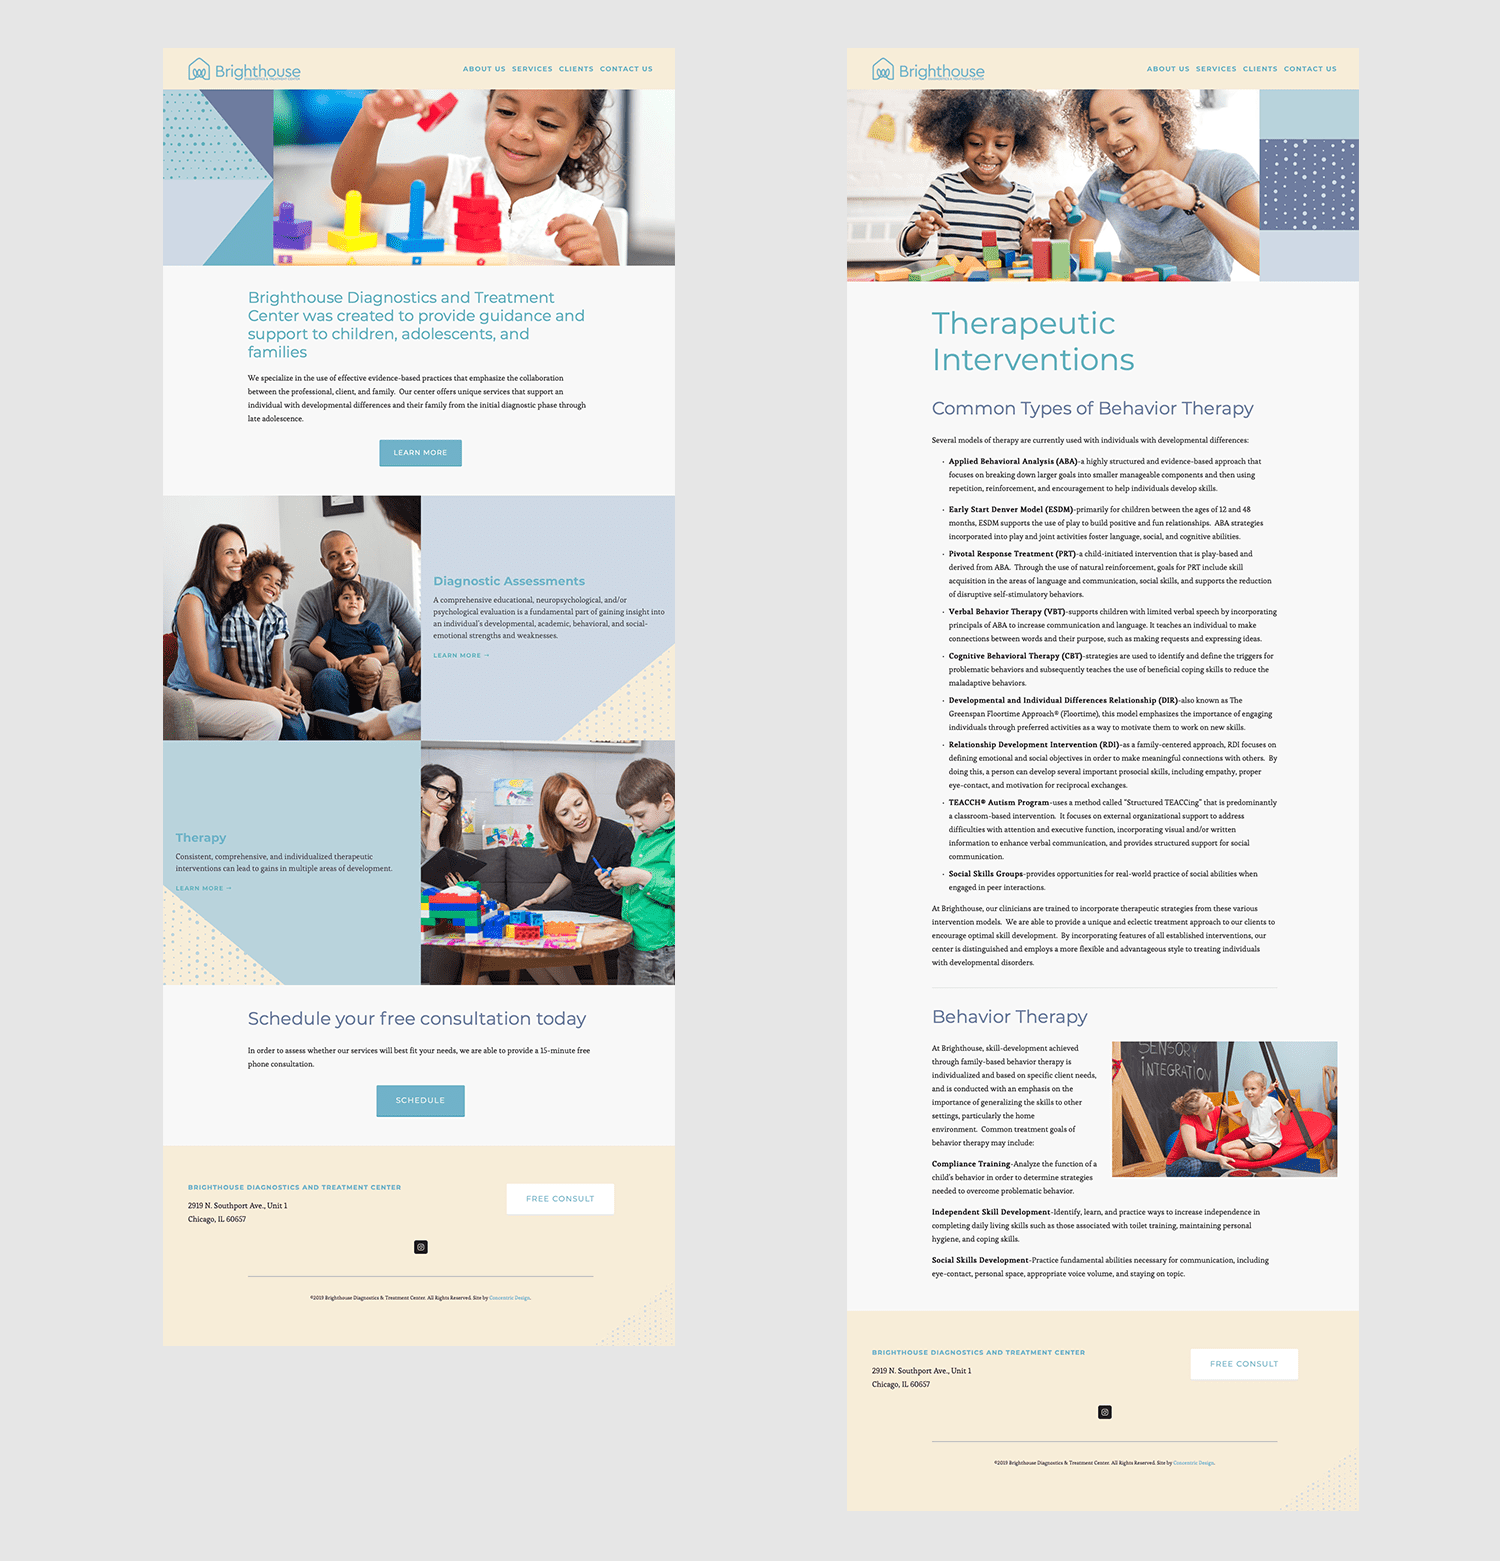 Brighthouse
DIAGNOSTICS & TREATMENT CENTER
ABOUT US SERVICES CLIENTS CONTACT US
Brighthouse Diagnostics and Treatment
Center was created to provide guidance and
support to children, adolescents, and
families
We specialize in the use of effective evidence-based practices that emphasize the collaboration
between the professional, client, and family. Our center offers unique services that support an
individual with developmental differences and their family from the initial diagnostic phase through
late adolescence.
LEARN MORE
Diagnostic Assessments
A comprehensive educational, neuropsychological, and/or
psychological evaluation is a fundamental part of gaining insight into
an individual's developmental, academic, behavioral, and social-
emotional strengths and weaknesses.
LEARN MORE →
Therapy
Consistent, comprehensive, and individualized therapeutic
interventions can lead to gains in multiple areas of development.
LEARN MORE →
Schedule your free consultation today
In order to assess whether our services will best fit your needs, we are able to provide a 15-minute free
phone consultation.
SCHEDULE
BRIGHTHOUSE DIAGNOSTICS AND TREATMENT CENTER
2919 N. Southport Ave., Unit 1
Chicago, IL 60657
FREE CONSULT
©2019 Brighthouse Diagnostics & Treatment Center. All Rights Reserved. Site by Concentric Design.
Brighthouse
DIAGNOSTICS & TREATMENT CENTER
ABOUT US SERVICES CLIENTS CONTACT US
Therapeutic
Interventions
Common Types of Behavior Therapy
Several models of therapy are currently used with individuals with developmental differences:
• Applied Behavioral Analysis (ABA)-a highly structured and evidence-based approach that
focuses on breaking down larger goals into smaller manageable components and then using
repetition, reinforcement, and encouragement to help individuals develop skills.
• Early Start Denver Model (ESDM)-primarily for children between the ages of 12 and 48
months, ESDM supports the use of play to build positive and fun relationships. ABA strategies
incorporated into play and joint activities foster language, social, and cognitive abilities.
• Pivotal Response Treatment (PRT)-a child-initiated intervention that is play-based and
derived from ABA. Through the use of natural reinforcement, goals for PRT include skill
acquisition in the areas of language and communication, social skills, and supports the reduction
of disruptive self-stimulatory behaviors.
• Verbal Behavior Therapy (VBT)-supports children with limited verbal speech by incorporating
principals of ABA to increase communication and language. It teaches an individual to make
connections between words and their purpose, such as making requests and expressing ideas.
• Cognitive Behavioral Therapy (CBT)-strategies are used to identify and define the triggers for
problematic behaviors and subsequently teaches the use of beneficial coping skills to reduce the
maladaptive behaviors.
• Developmental and Individual Differences Relationship (DIR)-also known as The
Greenspan Floortime Approach® (Floortime), this model emphasizes the importance of engaging
individuals through preferred activities as a way to motivate them to work on new skills.
• Relationship Development Intervention (RDI)-as a family-centered approach, RDI focuses on
defining emotional and social objectives in order to make meaningful connections with others. By
doing this, a person can develop several important prosocial skills, including empathy, proper
eye-contact, and motivation for reciprocal exchanges.
• TEACCH® Autism Program-uses a method called "Structured TEACCing" that is predominantly
a classroom-based intervention. It focuses on external organizational support to address
difficulties with attention and executive function, incorporating visual and/or written
information to enhance verbal communication, and provides structured support for social
communication.
• Social Skills Groups-provides opportunities for real-world practice of social abilities when
engaged in peer interactions.
At Brighthouse, our clinicians are trained to incorporate therapeutic strategies from these various
intervention models. We are able to provide a unique and eclectic treatment approach to our clients to
encourage optimal skill development. By incorporating features of all established interventions, our
center is distinguished and employs a more flexible and advantageous style to treating individuals
with developmental disorders.
Behavior Therapy
At Brighthouse, skill-development achieved
through family-based behavior therapy is
individualized and based on specific client needs,
and is conducted with an emphasis on the
importance of generalizing the skills to other
settings, particularly the home
environment. Common treatment goals of
behavior therapy may include:
SENSORY
INTEGRATION
Compliance Training-Analyze the function of a
child's behavior in order to determine strategies
needed to overcome problematic behavior.
Independent Skill Development-Identify, learn, and practice ways to increase independence in
completing daily living skills such as those associated with toilet training, maintaining personal
hygiene, and coping skills.
Social Skills Development-Practice fundamental abilities necessary for communication, including
eye-contact, personal space, appropriate voice volume, and staying on topic.
BRIGHTHOUSE DIAGNOSTICS AND TREATMENT CENTER
2919 N. Southport Ave., Unit 1
Chicago, IL 60657
FREE CONSULT
©2019 Brighthouse Diagnostics & Treatment Center. All Rights Reserved. Site by Concentric Design.